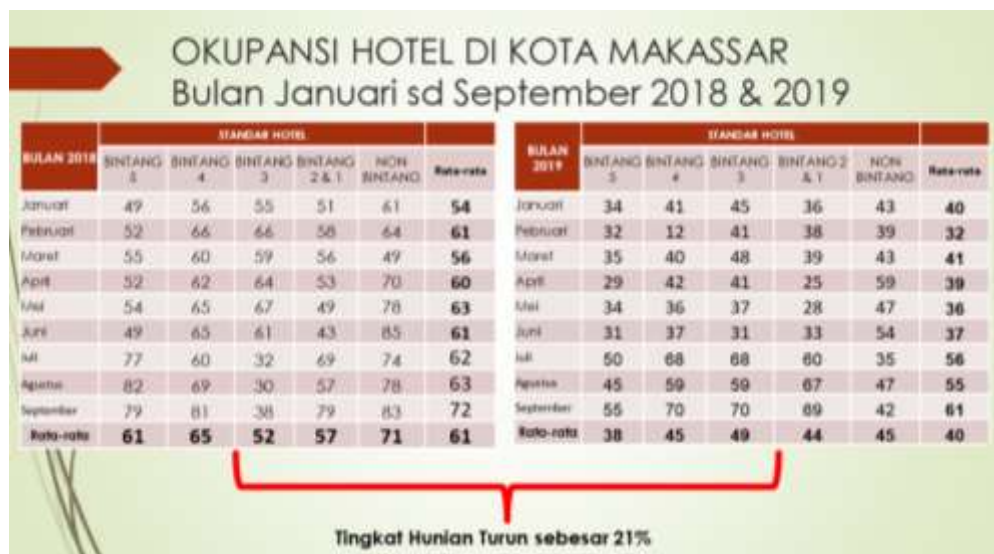 OKUPANSI HOTEL DI KOTA MAKASSAR
Bulan Januari sd September 2018 & 2019
BULAN 2018 STANDAR HOTEL
BINTANG 5 BINTANG 4 BINTANG 3 BINTANG 2 & 1 NON BINTANG Rata-rata
Januari 49 56 55 51 61 54
Pebruari 52 66 66 58 64 61
Maret 55 60 59 56 49 56
April 52 62 64 53 70 60
Mei 54 65 67 49 78 63
Juni 49 65 61 43 85 61
Juli 77 60 32 69 74 62
Agustus 82 69 30 57 78 63
September 79 81 38 79 83 72
Rata-rata 61 65 52 57 71 61
BULAN 2019 STANDAR HOTEL
BINTANG 5 BINTANG 4 BINTANG 3 BINTANG 2 & 1 NON BINTANG Rata-rata
Januari 34 41 45 36 43 40
Pebruari 32 12 41 38 39 32
Maret 35 40 48 39 43 41
April 29 42 41 25 59 39
Mei 34 36 37 28 47 36
Juni 31 37 31 33 54 37
Juli 50 68 68 60 35 56
Agustus 45 59 59 67 47 55
September 55 70 70 69 42 61
Rata-rata 38 45 49 44 45 40
Tingkat Hunian Turun sebesar 21%